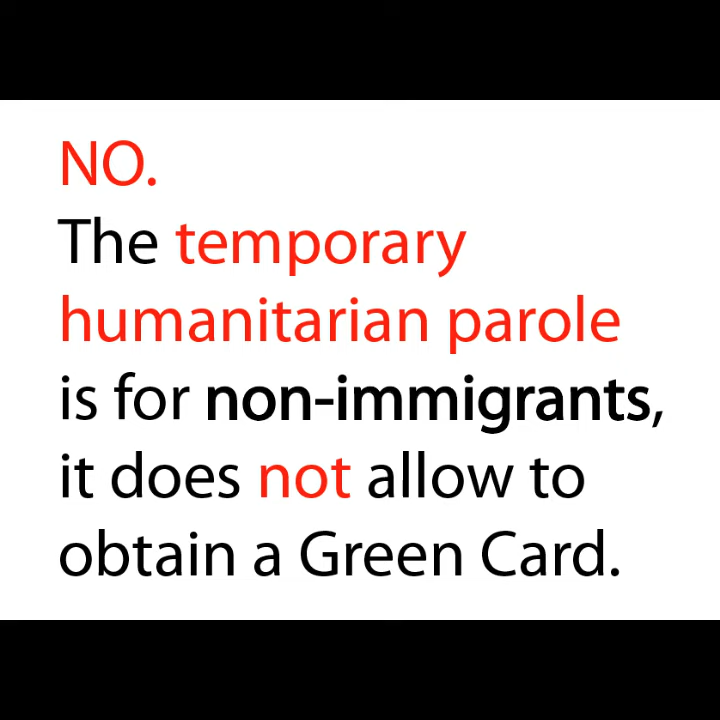 NO.
The temporary
humanitarian parole
is for non-immigrants,
it does not allow to
obtain a Green Card.